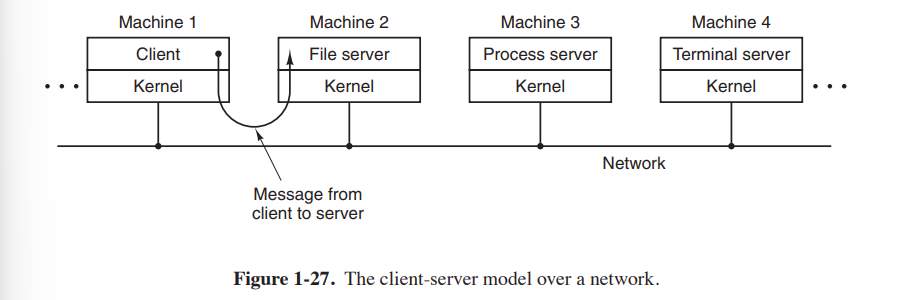 Machine 1 Machine 2 Machine 3 Machine 4
Client File server Process server Terminal server
Kernel Kernel Kernel Kernel
Network
Message from
client to server
Figure 1-27. The client-server model over a network.